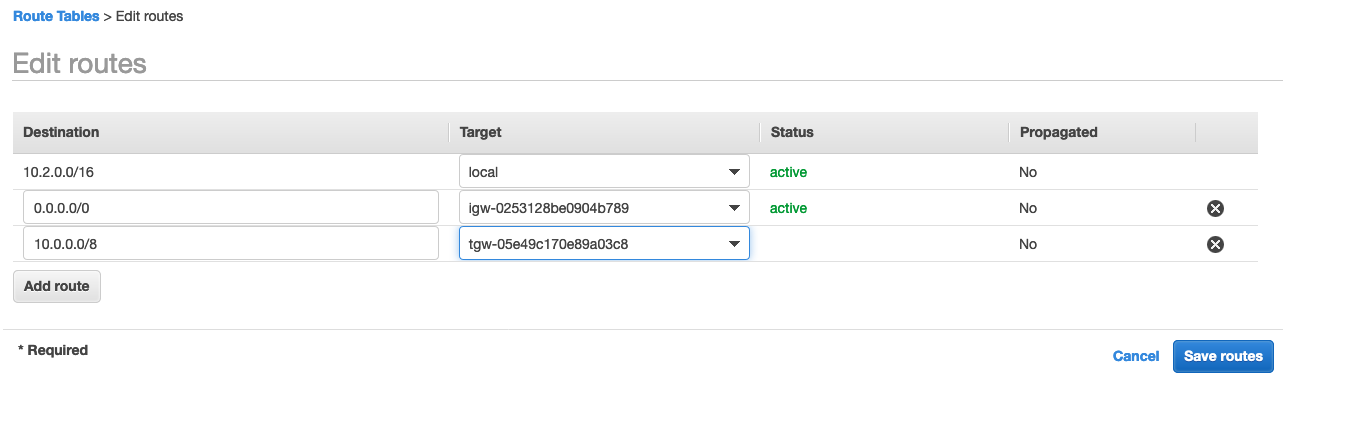 Route Tables > Edit routes
Edit routes
Destination Target Status Propagated
10.2.0.0/16 local active No
0.0.0.0/0 igw-0253128be0904b789 active No
10.0.0.0/8 tgw-05e49c170e89a03c8 No
Add route
* Required
Cancel Save routes